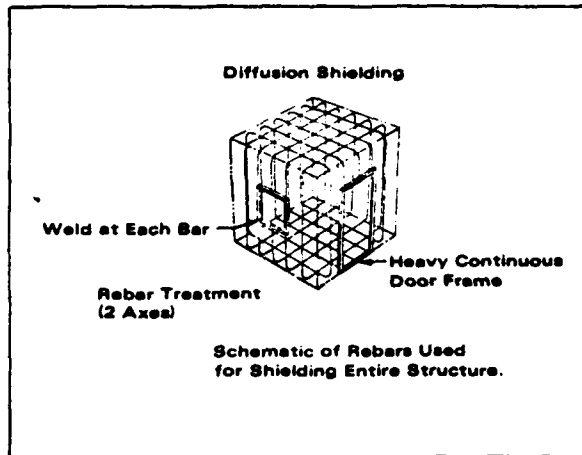 Diffusion Shielding
Weld at Each Bar
Heavy Continuous
Door Frame
Rebar Treatment
(2 Axes)
Schematic of Rebars Used
for Shielding Entire Structure.